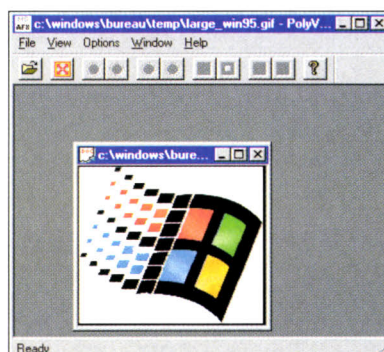 c:\windows\bureau\temp\large_win95.gif - PolyV...
File View Options Window Help
c:\windows\bure...
Ready